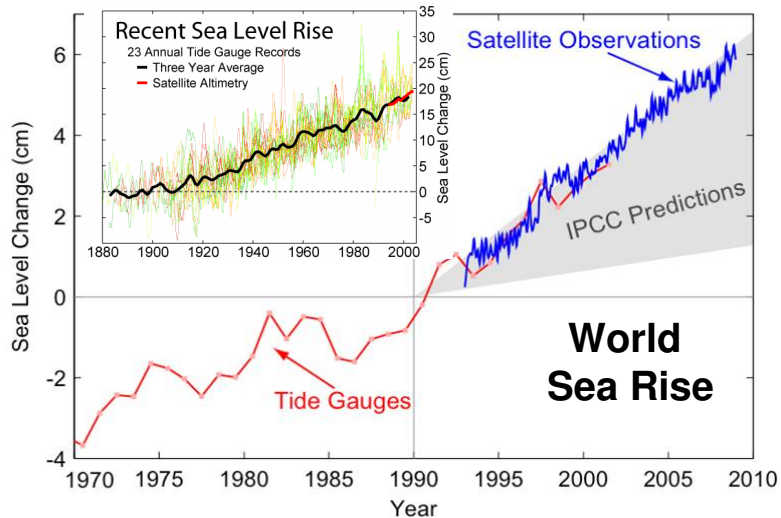 Recent Sea Level Rise
23 Annual Tide Gauge Records
Three Year Average
Satellite Altimetry
35
30
25
20
15
10
5
0
-5
Sea Level Change (cm)
1880 1900 1920 1940 1960 1980 2000
Satellite Observations
IPCC Predictions
World
Sea Rise
Tide Gauges
6
4
2
0
-2
-4
Sea Level Change (cm)
1970 1975 1980 1985 1990 1995 2000 2005 2010
Year